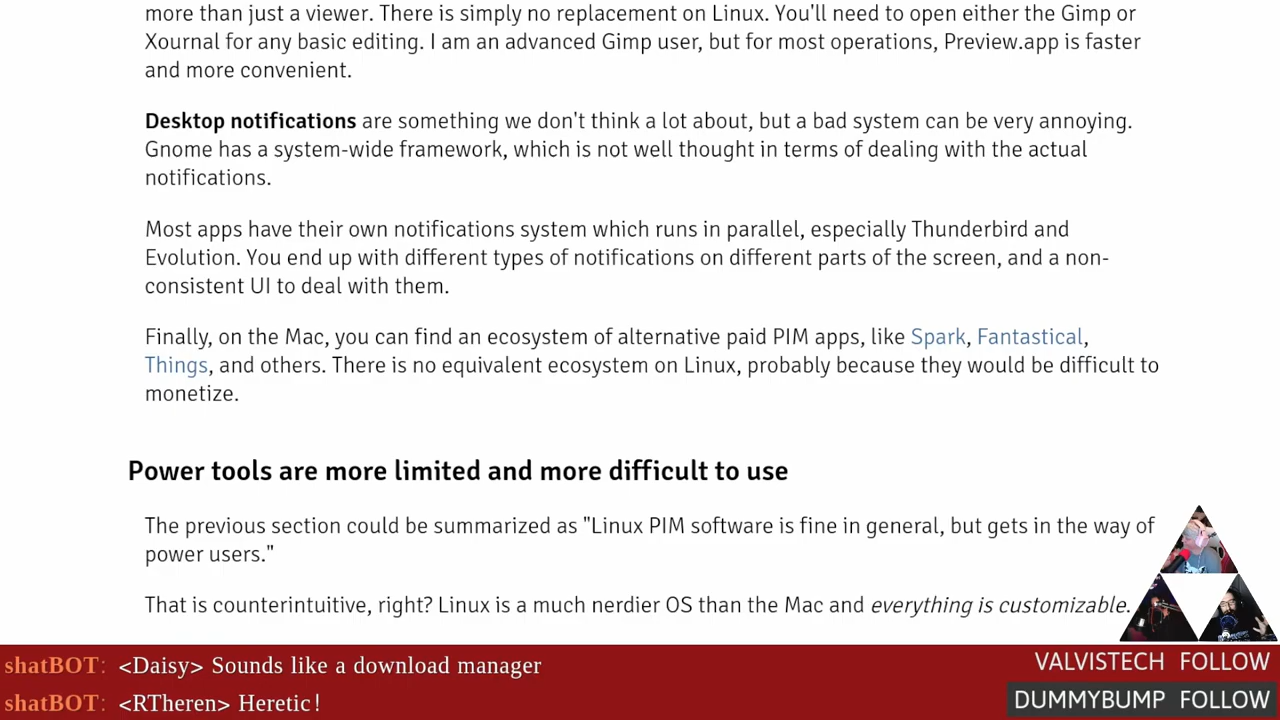 more than just a viewer. There is simply no replacement on Linux. You'll need to open either the Gimp or
Xournal for any basic editing. I am an advanced Gimp user, but for most operations, Preview.app is faster
and more convenient.
Desktop notifications are something we don't think a lot about, but a bad system can be very annoying.
Gnome has a system-wide framework, which is not well thought in terms of dealing with the actual
notifications.
Most apps have their own notifications system which runs in parallel, especially Thunderbird and
Evolution. You end up with different types of notifications on different parts of the screen, and a non-
consistent UI to deal with them.
Finally, on the Mac, you can find an ecosystem of alternative paid PIM apps, like Spark, Fantastical,
Things, and others. There is no equivalent ecosystem on Linux, probably because they would be difficult to
monetize.
Power tools are more limited and more difficult to use
The previous section could be summarized as "Linux PIM software is fine in general, but gets in the way of
power users."
That is counterintuitive, right? Linux is a much nerdier OS than the Mac and everything is customizable.
shatBOT: <Daisy> Sounds like a download manager
shatBOT: <RTheren> Heretic!
VALVISTECH FOLLOW
DUMMYBUMP FOLLOW